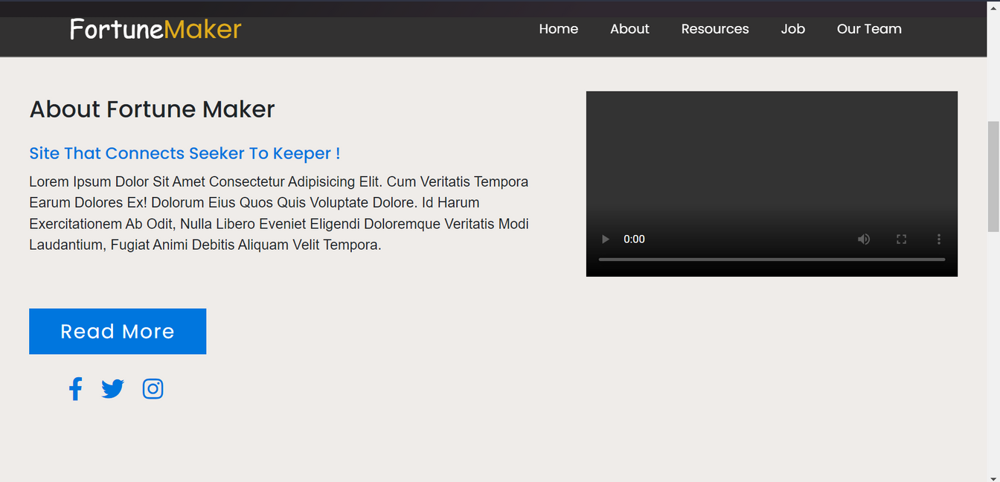 FortuneMaker
Home About Resources Job Our Team
About Fortune Maker
Site That Connects Seeker To Keeper !
Lorem Ipsum Dolor Sit Amet Consectetur Adipisicing Elit. Cum Veritatis Tempora
Earum Dolores Ex! Dolorum Eius Quos Quis Voluptate Dolore. Id Harum
Exercitationem Ab Odit, Nulla Libero Eveniet Eligendi Doloremque Veritatis Modi
Laudantium, Fugiat Animi Debitis Aliquam Velit Tempora.
0:00
Read More